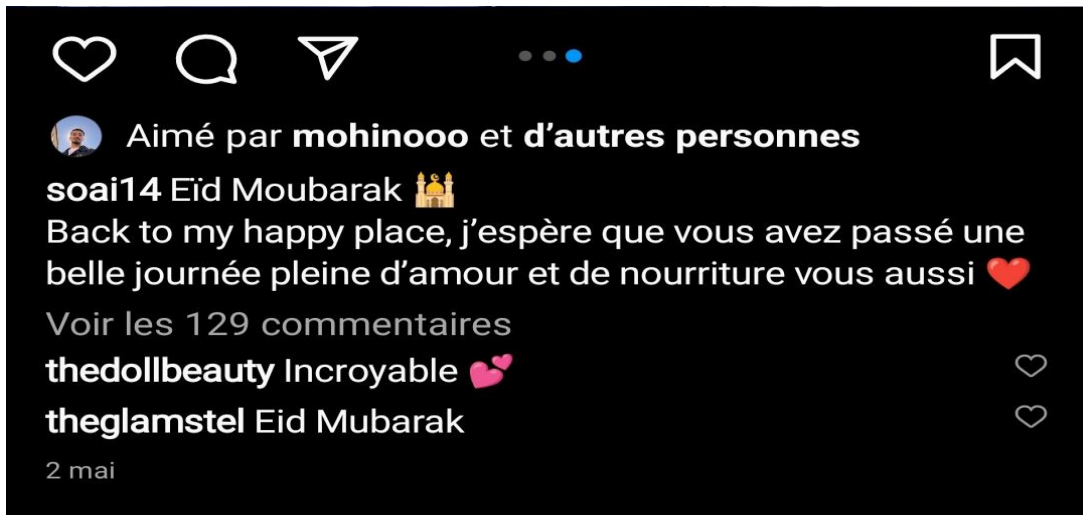 Aimé par mohinooo et d’autres personnes
soai14 Eïd Moubarak 🕌
Back to my happy place, j’espère que vous avez passé une
belle journée pleine d’amour et de nourriture vous aussi ❤️
Voir les 129 commentaires
thedollbeauty Incroyable 💕
theglamstel Eid Mubarak
2 mai